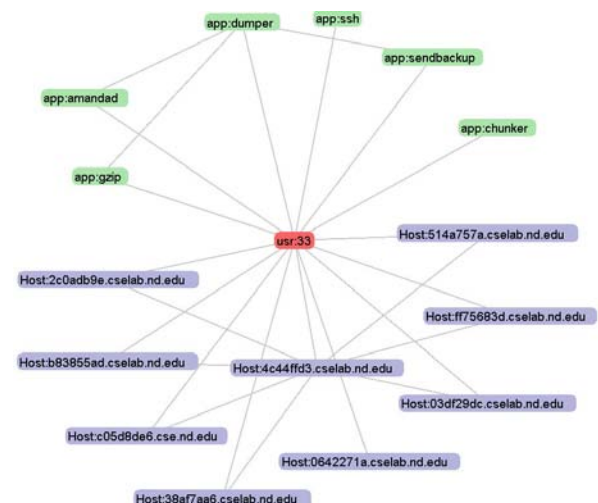 app:ssh
app:dumper
app:sendbackup
app:amandad
app:chunker
app:gzip
usr:33
Host:514a757a.cselab.nd.edu
Host:2c0adb9e.cselab.nd.edu
Host:ff75683d.cselab.nd.edu
Host:b83855ad.cselab.nd.edu
Host:4c44ffd3.cselab.nd.edu
Host:03df29dc.cselab.nd.edu
Host:c05d8de6.cse.nd.edu
Host:0642271a.cselab.nd.edu
Host:38af7aa6.cselab.nd.edu